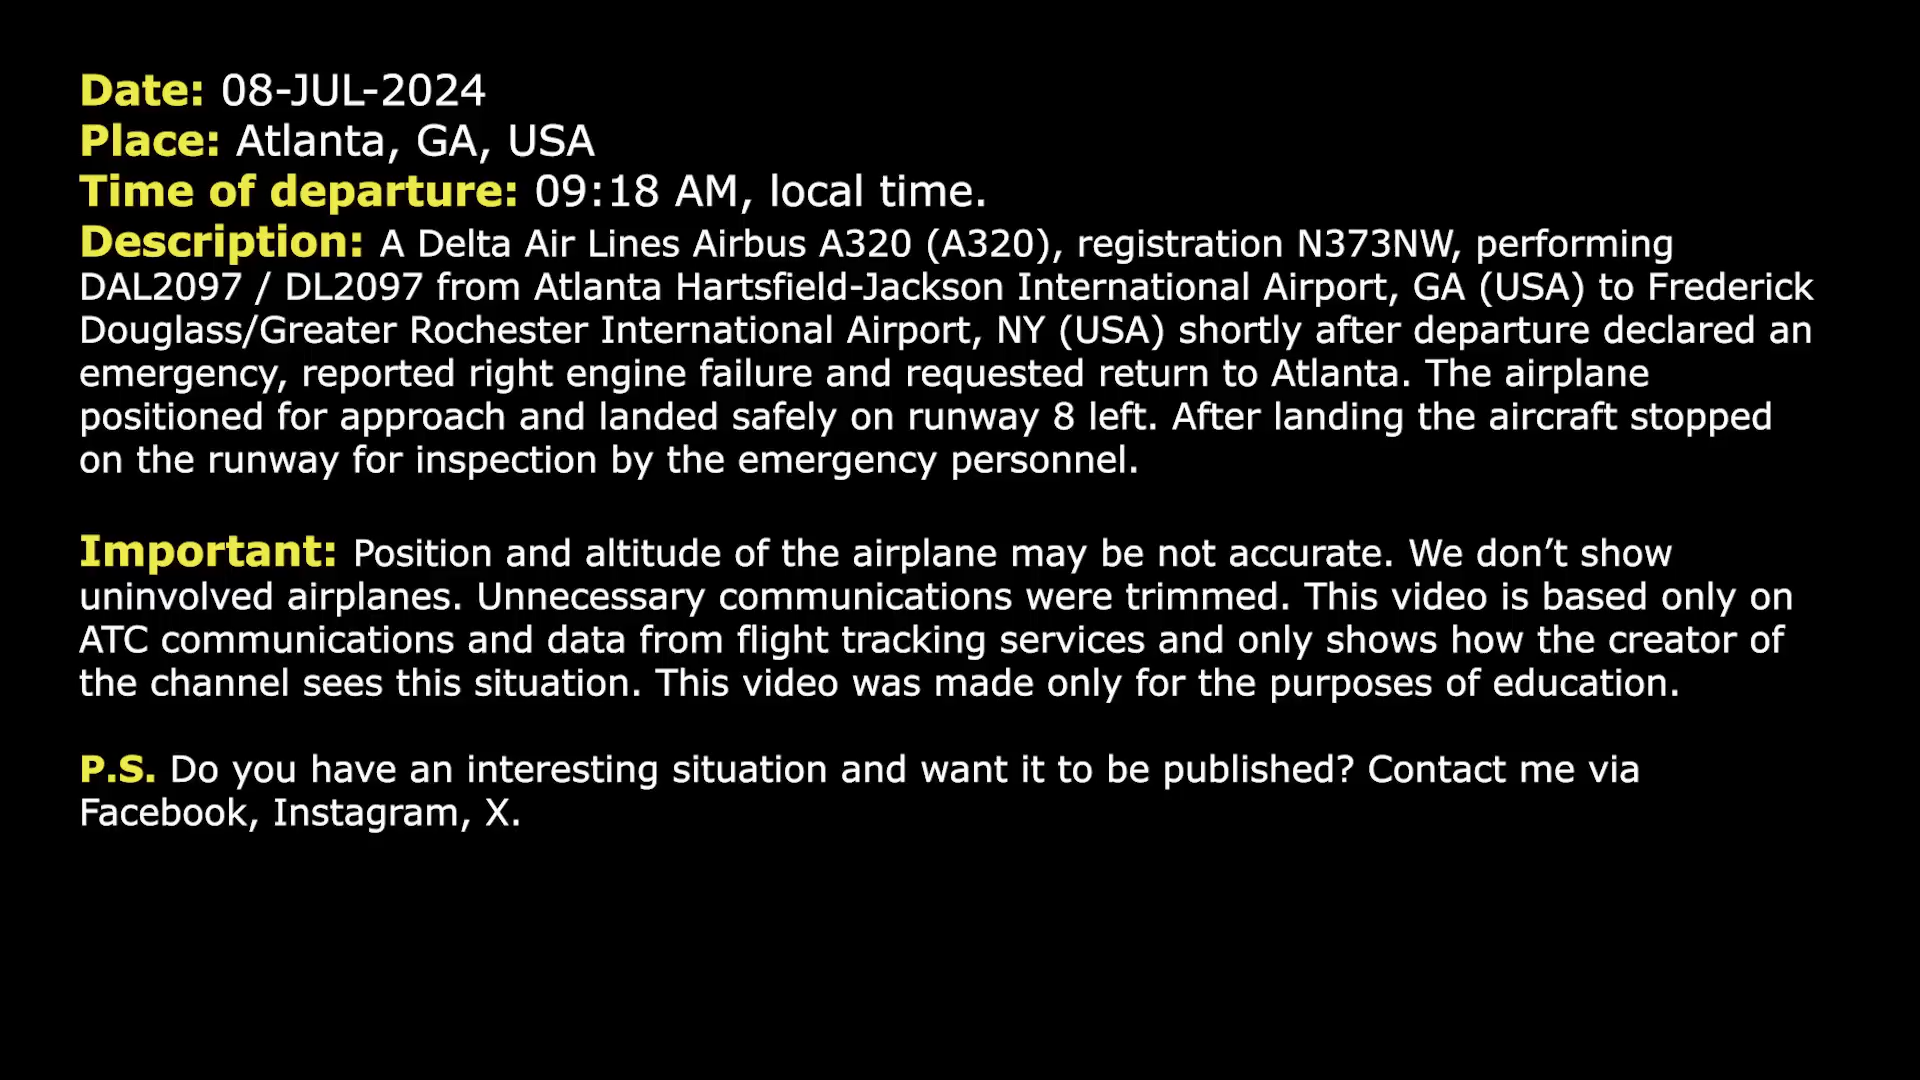 Date: 08-JUL-2024
Place: Atlanta, GA, USA
Time of departure: 09:18 AM, local time.
Description: A Delta Air Lines Airbus A320 (A320), registration N373NW, performing
DAL2097 / DL2097 from Atlanta Hartsfield-Jackson International Airport, GA (USA) to Frederick
Douglass/Greater Rochester International Airport, NY (USA) shortly after departure declared an
emergency, reported right engine failure and requested return to Atlanta. The airplane
positioned for approach and landed safely on runway 8 left. After landing the aircraft stopped
on the runway for inspection by the emergency personnel.
Important: Position and altitude of the airplane may be not accurate. We don’t show
uninvolved airplanes. Unnecessary communications were trimmed. This video is based only on
ATC communications and data from flight tracking services and only shows how the creator of
the channel sees this situation. This video was made only for the purposes of education.
P.S. Do you have an interesting situation and want it to be published? Contact me via
Facebook, Instagram, X.